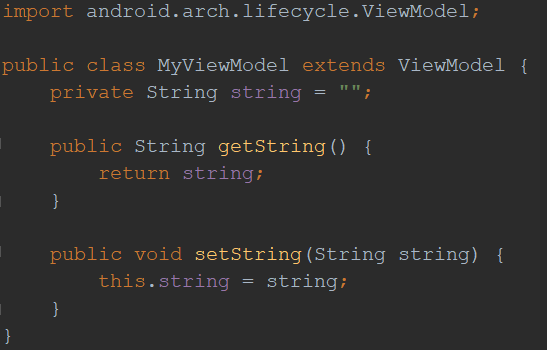 import android.arch.lifecycle.ViewModel;
public class MyViewModel extends ViewModel {
    private String string = "";
    public String getString() {
        return string;
    }
    public void setString(String string) {
        this.string = string;
    }
}